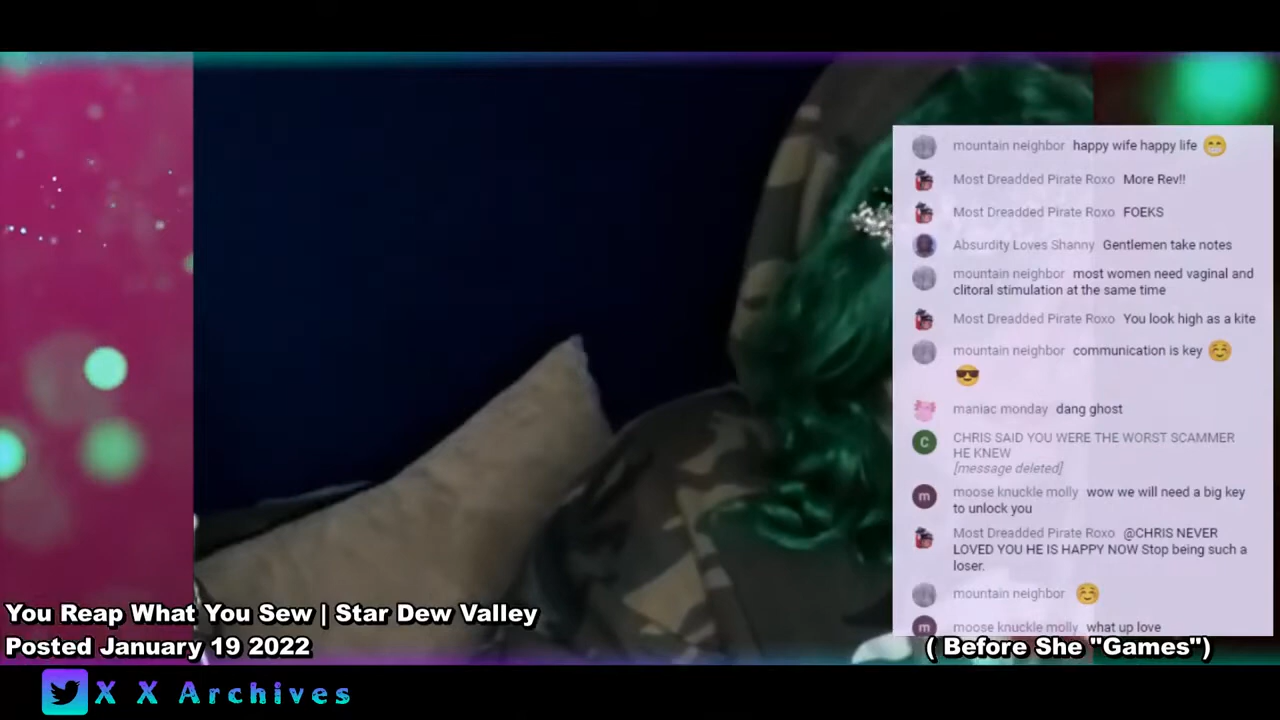 mountain neighbor happy wife happy life
Most Dreadded Pirate Roxo More Rev!!
Most Dreadded Pirate Roxo FOEKS
Absurdity Loves Shanny Gentlemen take notes
mountain neighbor most women need vaginal and
clitoral stimulation at the same time
Most Dreadded Pirate Roxo You look high as a kite
mountain neighbor communication is key
maniac monday dang ghost
C CHRIS SAID YOU WERE THE WORST SCAMMER
HE KNEW
[message deleted]
m moose knuckle molly wow we will need a big key
to unlock you
Most Dreadded Pirate Roxo @CHRIS NEVER
LOVED YOU HE IS HAPPY NOW Stop being such a
loser.
mountain neighbor
m moose knuckle molly what up love
You Reap What You Sew | Star Dew Valley
Posted January 19 2022
( Before She "Games")
X X Archives